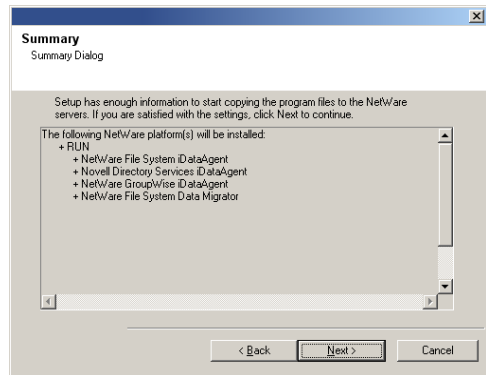 Summary
Summary Dialog
Setup has enough information to start copying the program files to the NetWare
servers. If you are satisfied with the settings, click Next to continue.
The following NetWare platform(s) will be installed:
+ RUN
+ NetWare File System iDataAgent
+ Novell Directory Services iDataAgent
+ NetWare GroupWise iDataAgent
+ NetWare File System Data Migrator
< Back
Next >
Cancel